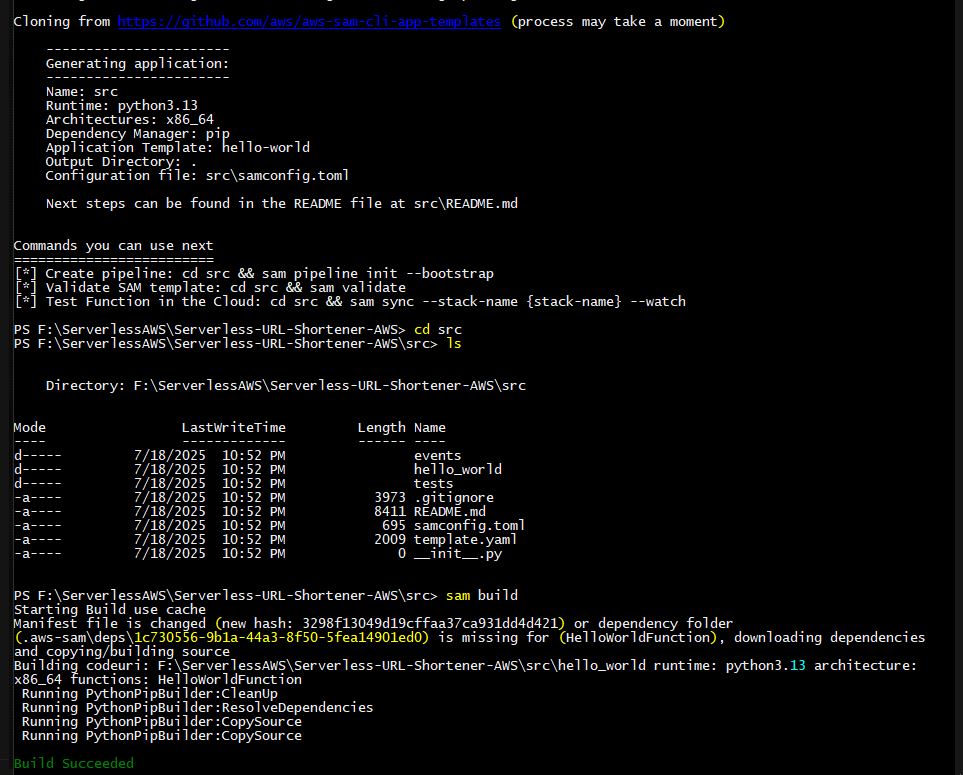 Cloning from https://github.com/aws/aws-sam-cli-app-templates (process may take a moment)
-----------------------
Generating application:
-----------------------
Name: src
Runtime: python3.13
Architectures: x86_64
Dependency Manager: pip
Application Template: hello-world
Output Directory: .
Configuration file: src\samconfig.toml
Next steps can be found in the README file at src\README.md
Commands you can use next
=========================
[*] Create pipeline: cd src && sam pipeline init --bootstrap
[*] Validate SAM template: cd src && sam validate
[*] Test Function in the Cloud: cd src && sam sync --stack-name {stack-name} --watch
PS F:\ServerlessAWS\Serverless-URL-Shortener-AWS> cd src
PS F:\ServerlessAWS\Serverless-URL-Shortener-AWS\src> ls
Directory: F:\ServerlessAWS\Serverless-URL-Shortener-AWS\src
Mode                 LastWriteTime         Length Name
----                 -------------         ------ ----
d-----         7/18/2025  10:52 PM                events
d-----         7/18/2025  10:52 PM                hello_world
d-----         7/18/2025  10:52 PM                tests
-a----         7/18/2025  10:52 PM           3973 .gitignore
-a----         7/18/2025  10:52 PM           8411 README.md
-a----         7/18/2025  10:52 PM            695 samconfig.toml
-a----         7/18/2025  10:52 PM           2009 template.yaml
-a----         7/18/2025  10:52 PM              0 __init__.py
PS F:\ServerlessAWS\Serverless-URL-Shortener-AWS\src> sam build
Starting Build use cache
Manifest file is changed (new hash: 3298f13049d19cffaa37ca931dd4d421) or dependency folder
(.aws-sam\deps\1c730556-9b1a-44a3-8f50-5fea14901ed0) is missing for (HelloWorldFunction), downloading dependencies
and copying/building source
Building codeuri: F:\ServerlessAWS\Serverless-URL-Shortener-AWS\src\hello_world runtime: python3.13 architecture:
x86_64 functions: HelloWorldFunction
Running PythonPipBuilder:CleanUp
Running PythonPipBuilder:ResolveDependencies
Running PythonPipBuilder:CopySource
Running PythonPipBuilder:CopySource
Build Succeeded